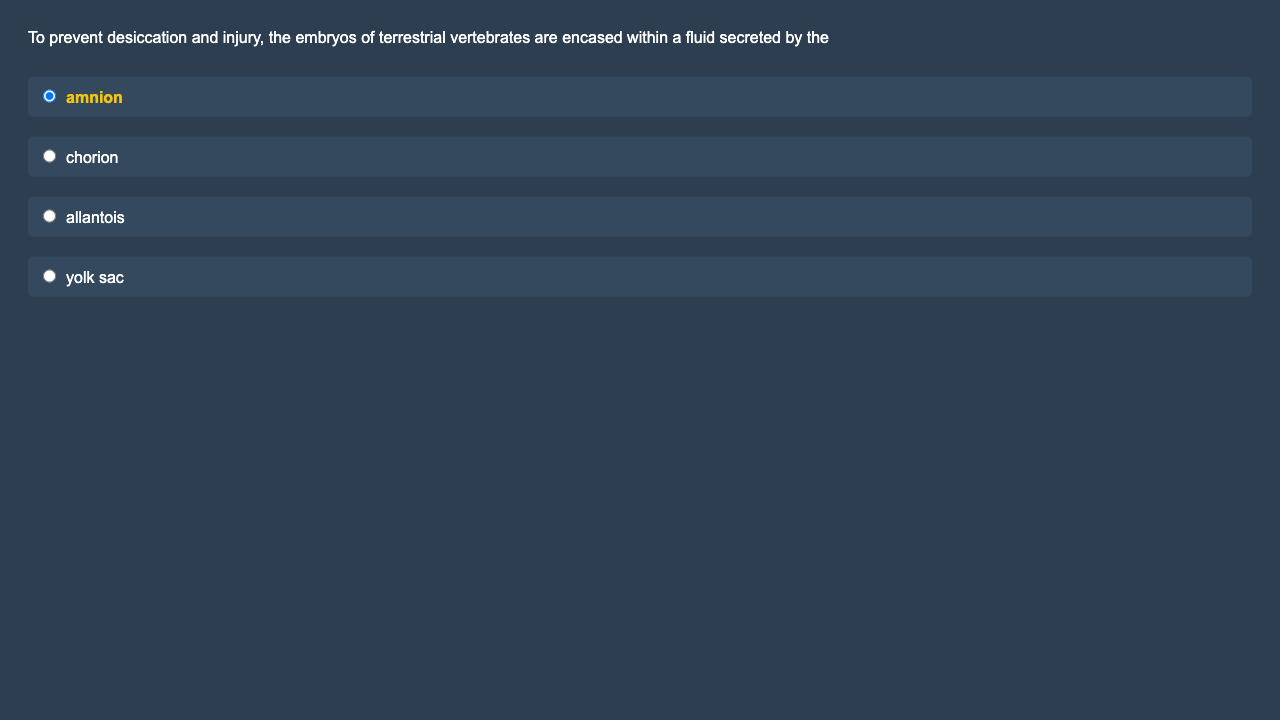 To prevent desiccation and injury, the embryos of terrestrial vertebrates are encased within a fluid secreted by the
amnion
chorion
allantois
yolk sac